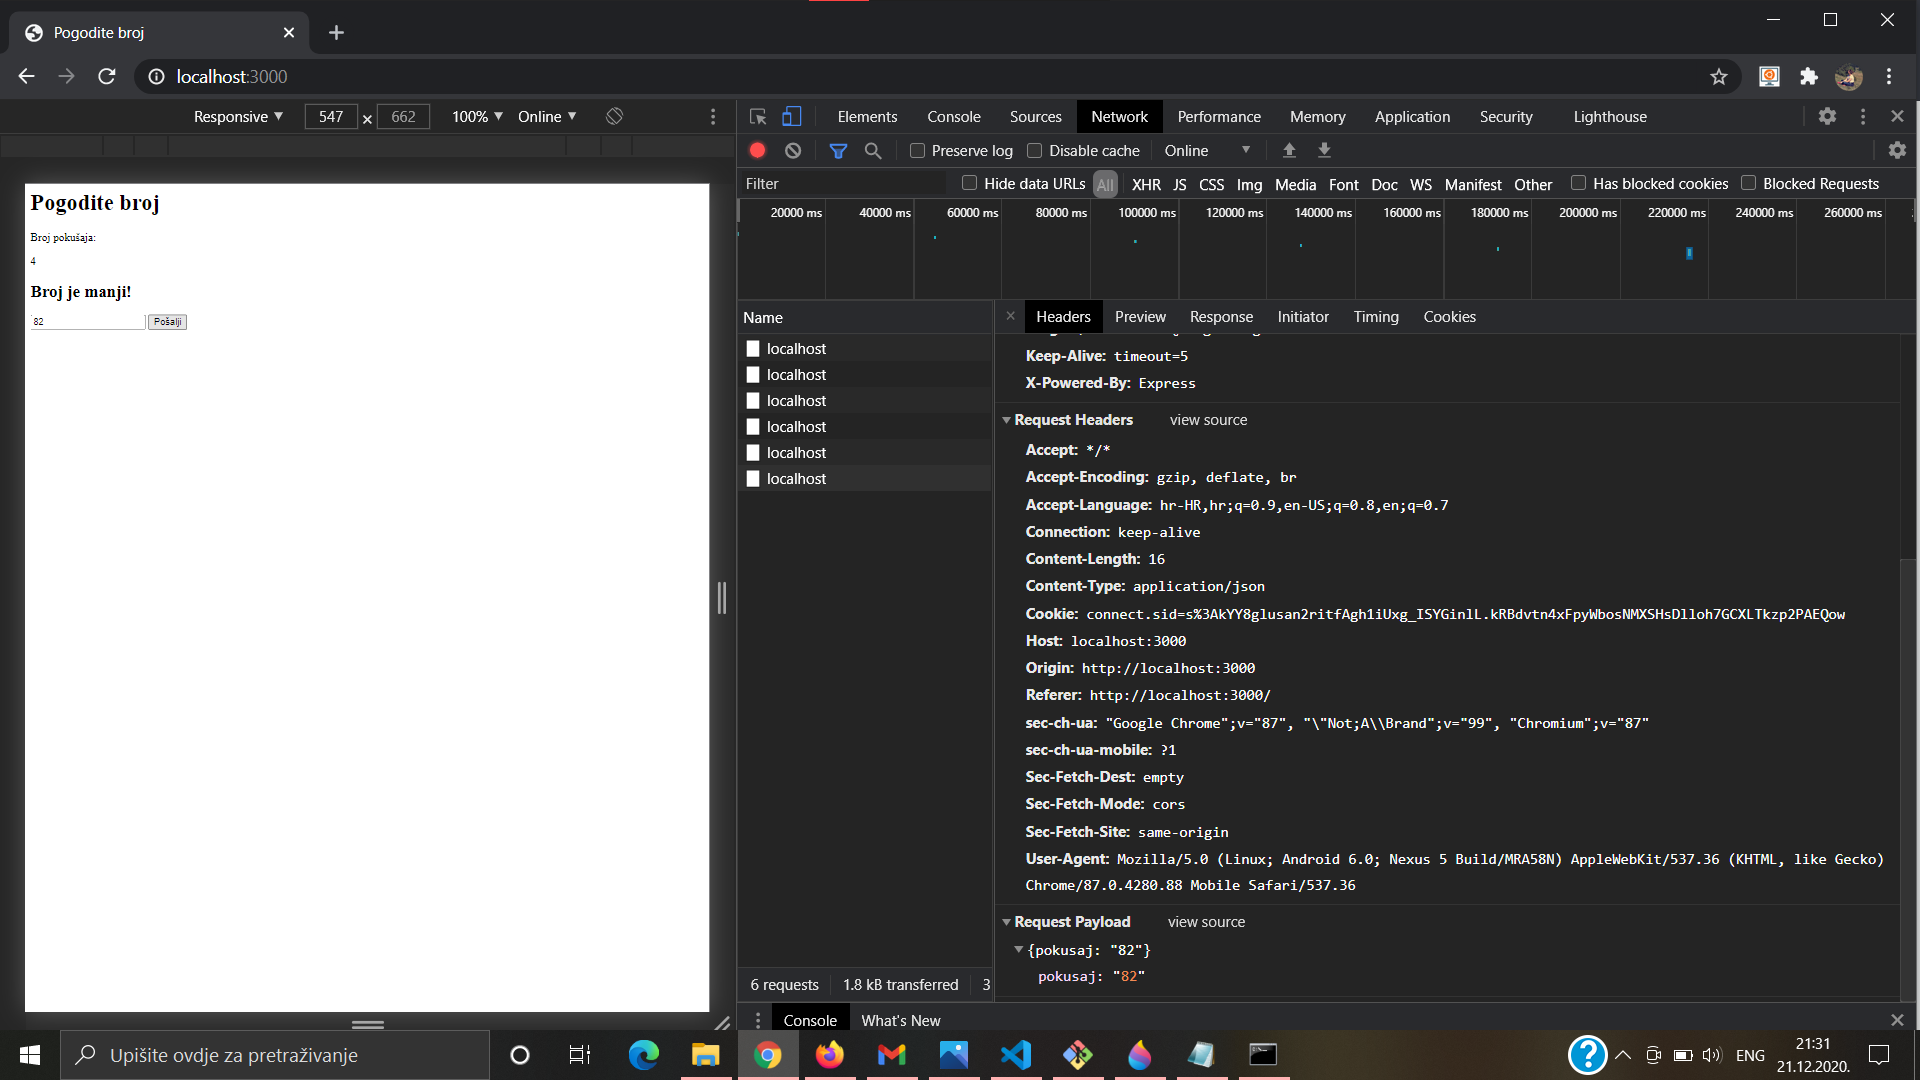 Pogodite broj
localhost:3000
Responsive 547 × 662 100% Online
Pogodite broj
Broj pokušaja:
4
Broj je manji!
82 Pošalji
Elements Console Sources Network Performance Memory Application Security Lighthouse
Preserve log Disable cache Online
Filter Hide data URLs All XHR JS CSS Img Media Font Doc WS Manifest Other Has blocked cookies Blocked Requests
20000 ms 40000 ms 60000 ms 80000 ms 100000 ms 120000 ms 140000 ms 160000 ms 180000 ms 200000 ms 220000 ms 240000 ms 260000 ms
Name
localhost
localhost
localhost
localhost
localhost
localhost
6 requests 1.8 kB transferred 3
Headers Preview Response Initiator Timing Cookies
Keep-Alive: timeout=5
X-Powered-By: Express
Request Headers view source
Accept: */*
Accept-Encoding: gzip, deflate, br
Accept-Language: hr-HR,hr;q=0.9,en-US;q=0.8,en;q=0.7
Connection: keep-alive
Content-Length: 16
Content-Type: application/json
Cookie: connect.sid=s%3AkYY8glusan2ritfAgh1iUxg_ISYGinlL.kRBdvtn4xFpyWbosNMXSHsDlloh7GCXLTkzp2PAEQow
Host: localhost:3000
Origin: http://localhost:3000
Referer: http://localhost:3000/
sec-ch-ua: "Google Chrome";v="87", "\"Not;A\\Brand";v="99", "Chromium";v="87"
sec-ch-ua-mobile: ?1
Sec-Fetch-Dest: empty
Sec-Fetch-Mode: cors
Sec-Fetch-Site: same-origin
User-Agent: Mozilla/5.0 (Linux; Android 6.0; Nexus 5 Build/MRA58N) AppleWebKit/537.36 (KHTML, like Gecko)
Chrome/87.0.4280.88 Mobile Safari/537.36
Request Payload view source
{pokusaj: "82"}
pokusaj: "82"
Console What's New
Upišite ovdje za pretraživanje
ENG
21:31
21.12.2020.